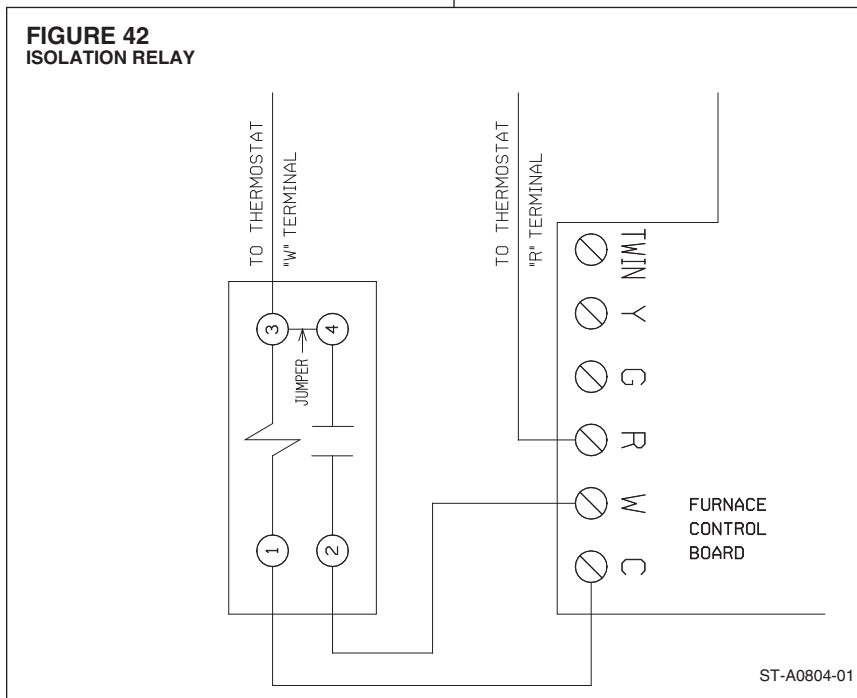 FIGURE 42
ISOLATION RELAY
TO THERMOSTAT
"W" TERMINAL
TO THERMOSTAT
"R" TERMINAL
3
4
JUMPER
1
2
TWIN
Y
G
R
W
C
FURNACE
CONTROL
BOARD
ST-A0804-01